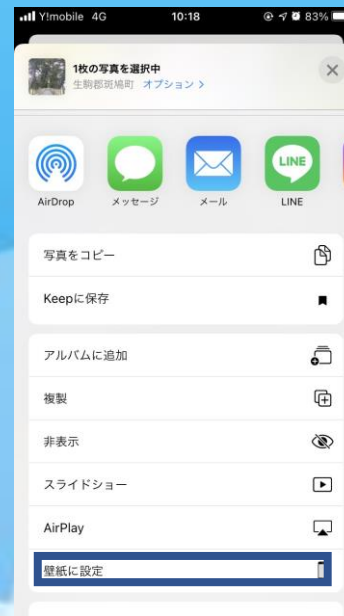 Y!mobile 4G 10:18 83%
1枚の写真を選択中
生駒郡斑鳩町 オプション >
AirDrop メッセージ メール LINE
LINE
写真をコピー
Keepに保存
アルバムに追加
複製
非表示
スライドショー
AirPlay
壁紙に設定